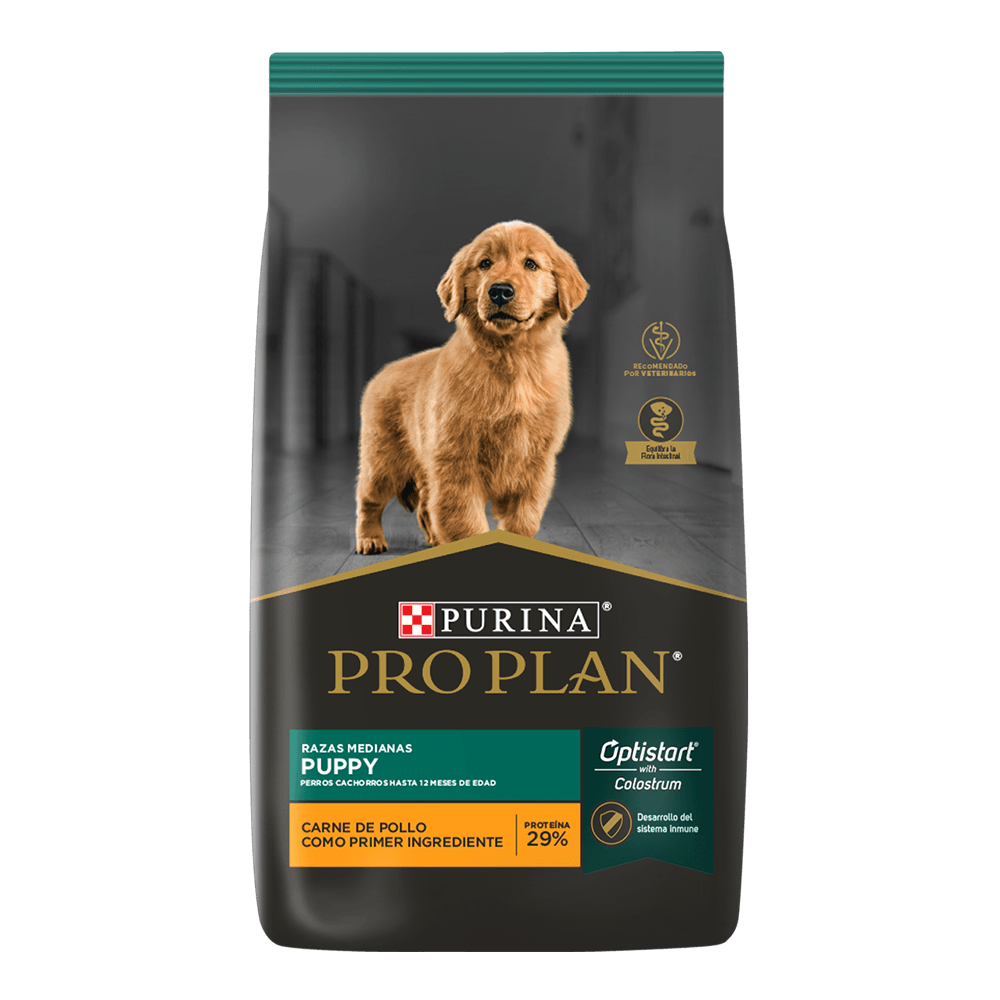 RECOMENDADO
POR VETERINARIOS
Equilibra la
Flora Intestinal
PURINA®
PRO PLAN®
RAZAS MEDIANAS
PUPPY
PERROS CACHORROS HASTA 12 MESES DE EDAD
CARNE DE POLLO
COMO PRIMER INGREDIENTE
PROTEÍNA
29%
Optistart®
with
Colostrum
Desarrollo del
sistema inmune